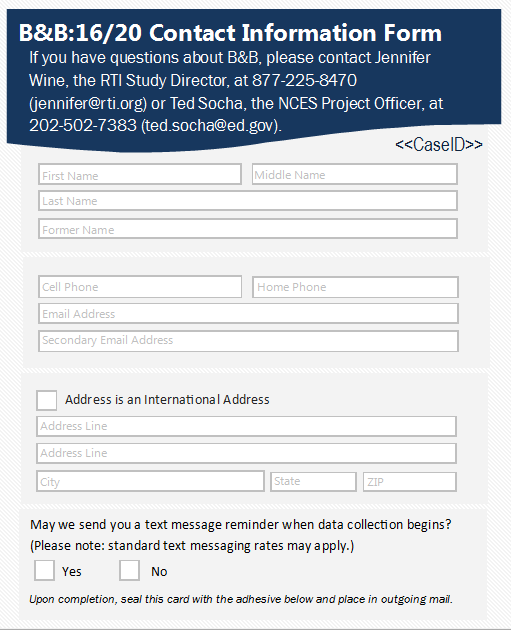 B&B:16/20 Contact Information Form
If you have questions about B&B, please contact Jennifer
Wine, the RTI Study Director, at 877-225-8470
(jennifer@rti.org) or Ted Socha, the NCES Project Officer, at
202-502-7383 (ted.socha@ed.gov).
<<CaseID>>
First Name
Middle Name
Last Name
Former Name
Cell Phone
Home Phone
Email Address
Secondary Email Address
Address is an International Address
Address Line
Address Line
City
State
ZIP
May we send you a text message reminder when data collection begins?
(Please note: standard text messaging rates may apply.)
Yes
No
Upon completion, seal this card with the adhesive below and place in outgoing mail.